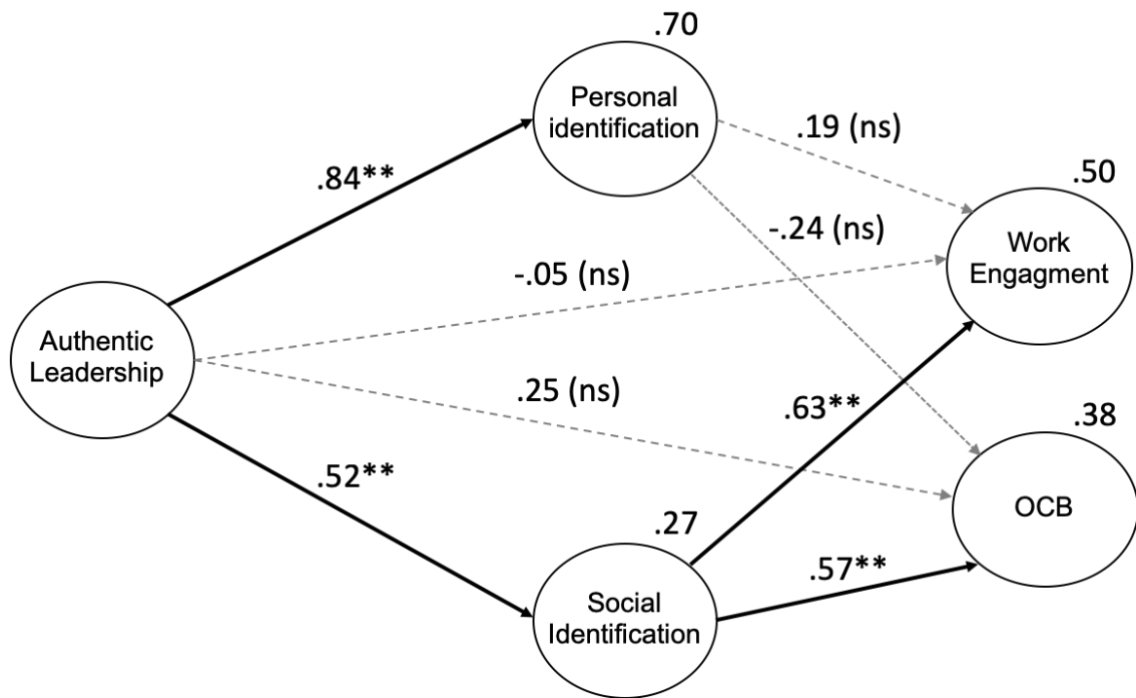 .70
Personal
identification
.19 (ns)
.50
.84**
-.24 (ns)
Work
Engagment
-.05 (ns)
Authentic
Leadership
.25 (ns)
.63**
.38
.52**
OCB
.27
.57**
Social
Identification